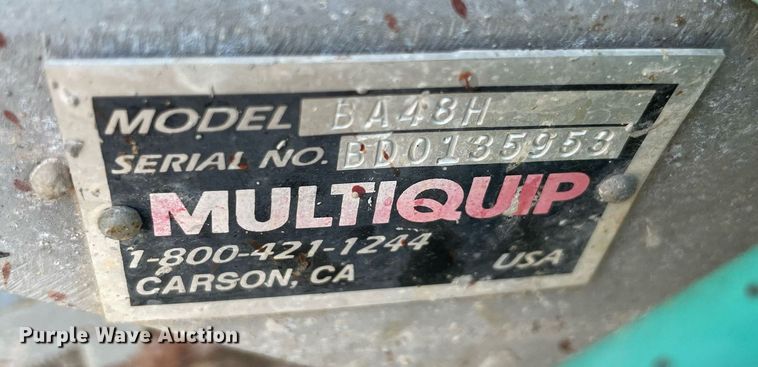 MODEL BA48H
SERIAL NO. BD0135953
MULTIQUIP
1-800-421-1244
CARSON, CA USA
Purple Wave Auction